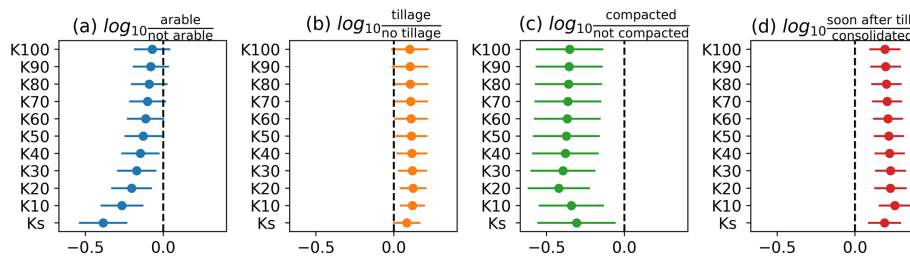 (a) log10 arable/not arable
(b) log10 tillage/no tillage
(c) log10 compacted/not compacted
(d) log10 soon after till/consolidated
K100
K90
K80
K70
K60
K50
K40
K30
K20
K10
Ks
−0.5 0.0
K100
K90
K80
K70
K60
K50
K40
K30
K20
K10
Ks
−0.5 0.0
K100
K90
K80
K70
K60
K50
K40
K30
K20
K10
Ks
−0.5 0.0
K100
K90
K80
K70
K60
K50
K40
K30
K20
K10
Ks
−0.5 0.0